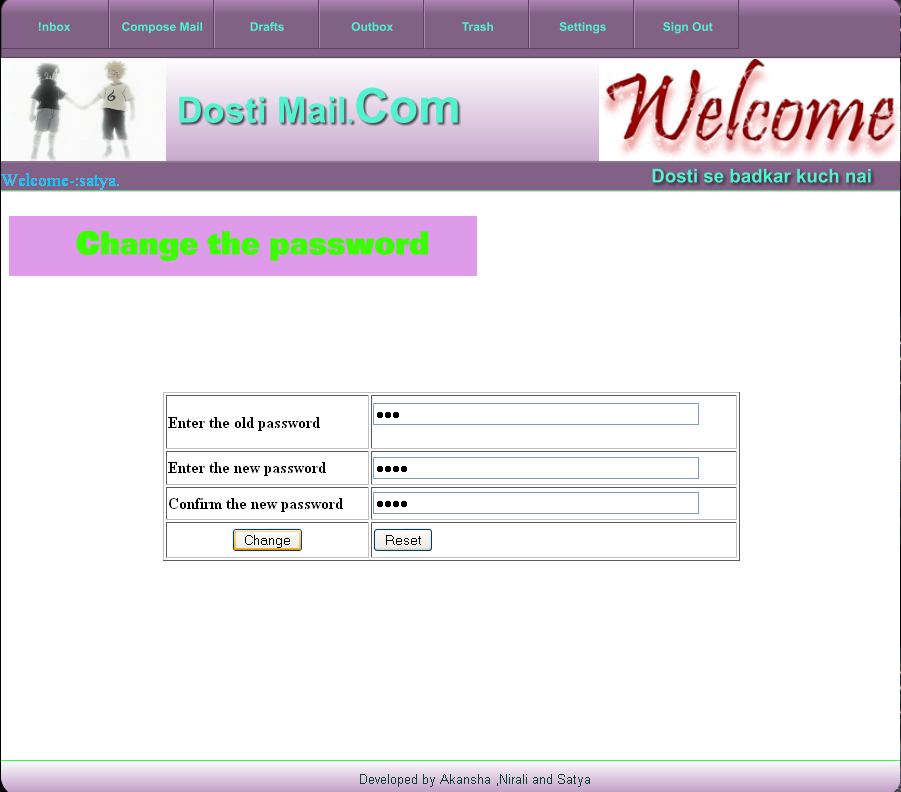 !nbox Compose Mail Drafts Outbox Trash Settings Sign Out
6
Dosti Mail.Com
Welcome
Welcome-:satya.
Dosti se badkar kuch nai
Change the password
Enter the old password
Enter the new password
Confirm the new password
Change Reset
Developed by Akansha ,Nirali and Satya